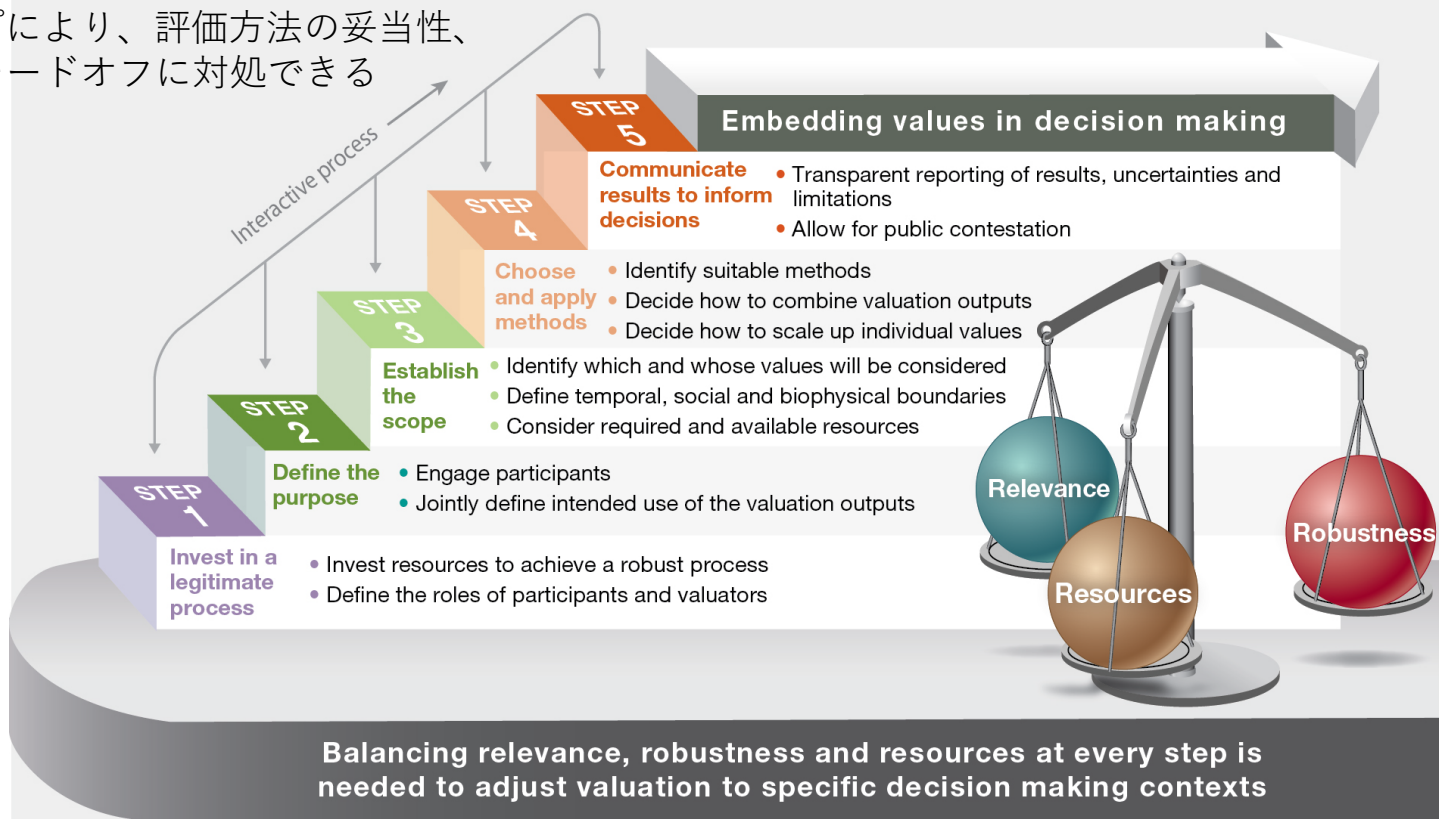 により、評価方法の妥当性、
ードオフに対処できる
Interactive process
STEP
5
Embedding values in decision making
Communicate
results to inform
decisions
• Transparent reporting of results, uncertainties and
limitations
• Allow for public contestation
STEP
4
Choose
and apply
methods
• Identify suitable methods
• Decide how to combine valuation outputs
• Decide how to scale up individual values
STEP
3
Establish
the
scope
• Identify which and whose values will be considered
• Define temporal, social and biophysical boundaries
• Consider required and available resources
STEP
2
Define the
purpose
• Engage participants
• Jointly define intended use of the valuation outputs
STEP
1
Invest in a
legitimate
process
• Invest resources to achieve a robust process
• Define the roles of participants and valuators
Relevance
Robustness
Resources
Balancing relevance, robustness and resources at every step is
needed to adjust valuation to specific decision making contexts